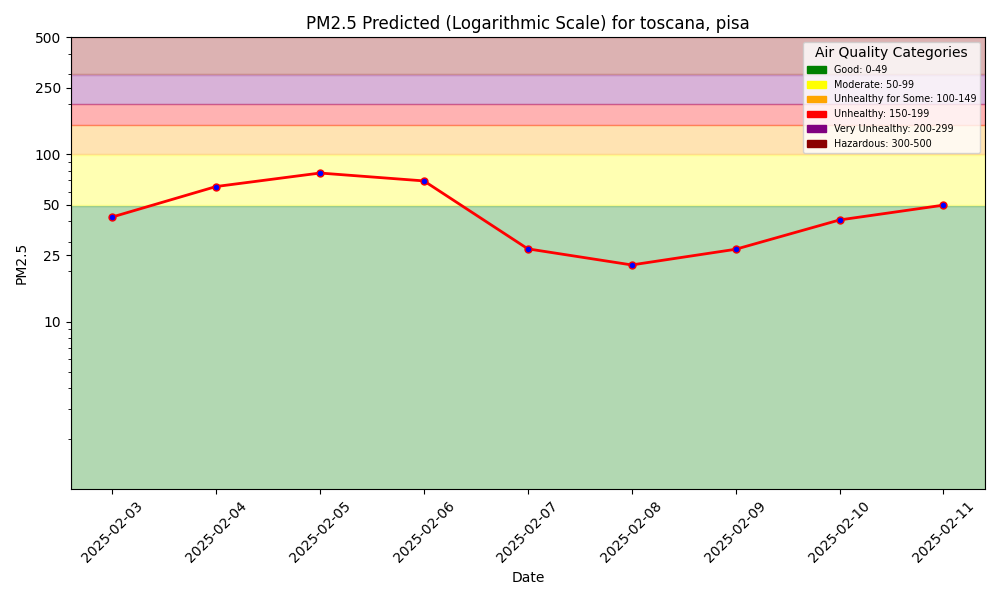 PM2.5 Predicted (Logarithmic Scale) for toscana, pisa
Air Quality Categories
Good: 0-49
Moderate: 50-99
Unhealthy for Some: 100-149
Unhealthy: 150-199
Very Unhealthy: 200-299
Hazardous: 300-500
500
250
100
50
25
10
PM2.5
2025-02-03
2025-02-04
2025-02-05
2025-02-06
2025-02-07
2025-02-08
2025-02-09
2025-02-10
2025-02-11
Date